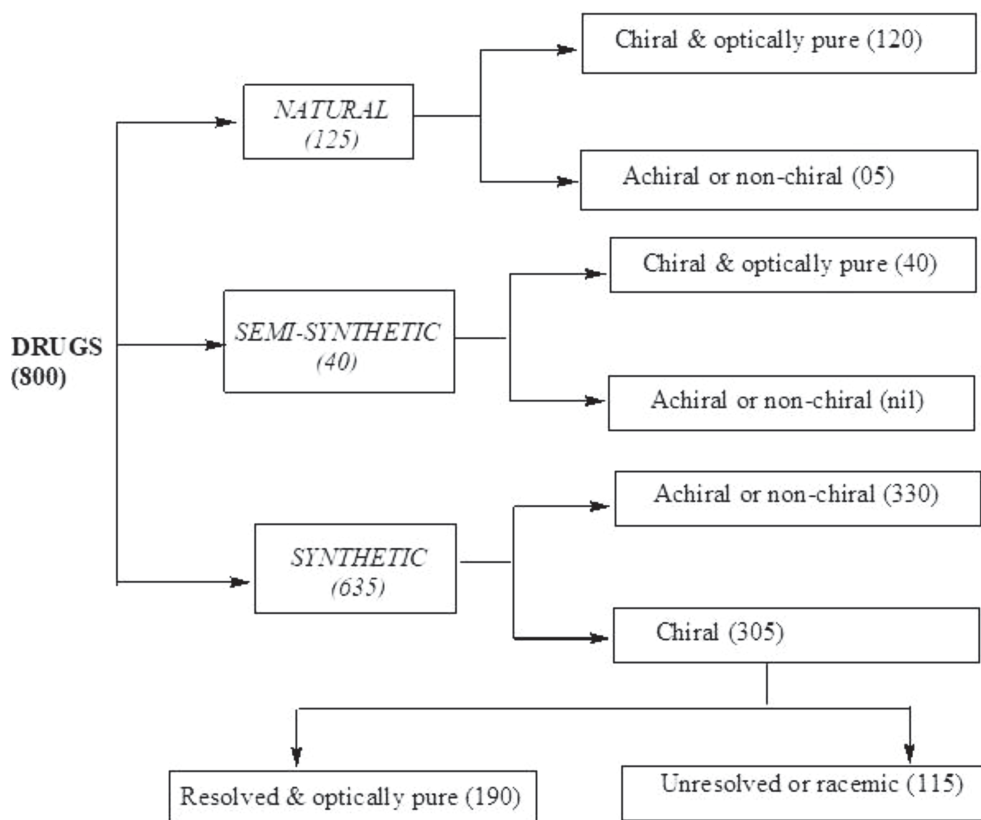 DRUGS
(800)
NATURAL
(125)
Chiral & optically pure (120)
Achiral or non-chiral (05)
SEMI-SYNTHETIC
(40)
Chiral & optically pure (40)
Achiral or non-chiral (nil)
SYNTHETIC
(635)
Achiral or non-chiral (330)
Chiral (305)
Resolved & optically pure (190)
Unresolved or racemic (115)